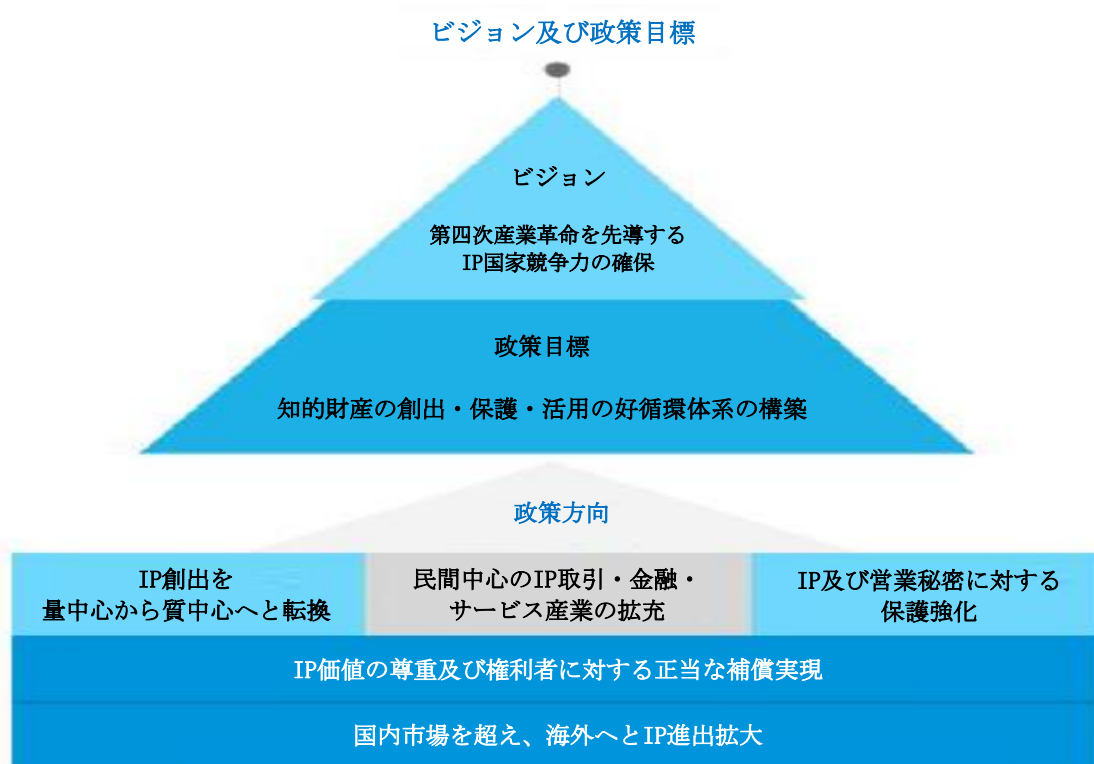 ビジョン及び政策目標
ビジョン
第四次産業革命を先導する
IP国家競争力の確保
政策目標
知的財産の創出・保護・活用の好循環体系の構築
政策方向
IP創出を
量中心から質中心へと転換
民間中心のIP取引・金融・
サービス産業の拡充
IP及び営業秘密に対する
保護強化
IP価値の尊重及び権利者に対する正当な補償実現
国内市場を超え、海外へとIP進出拡大